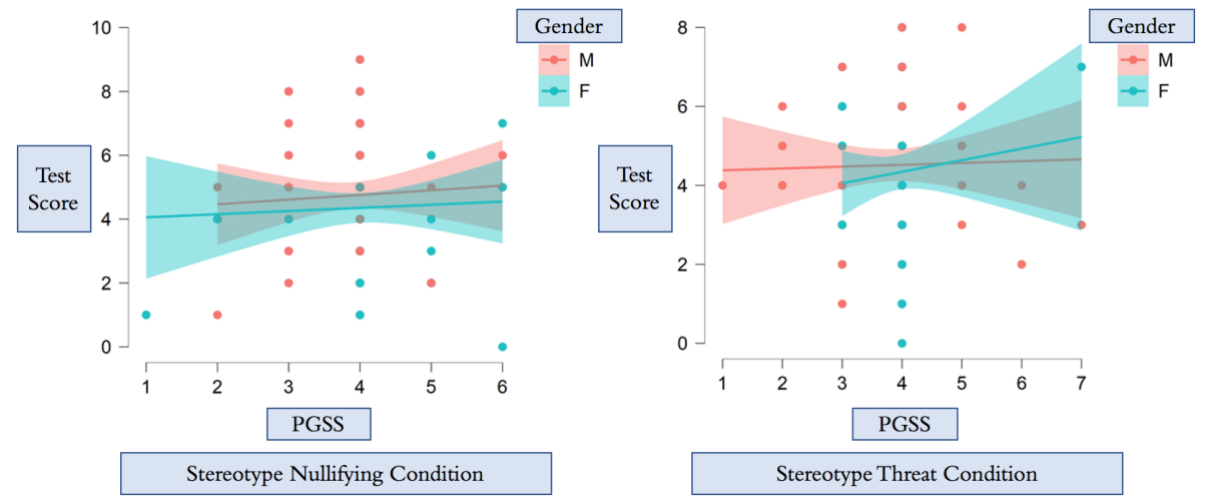 Gender
M
F
10
8
6
4
2
0
Test
Score
1 2 3 4 5 6
PGSS
Stereotype Nullifying Condition
Gender
M
F
8
6
4
2
0
Test
Score
1 2 3 4 5 6 7
PGSS
Stereotype Threat Condition